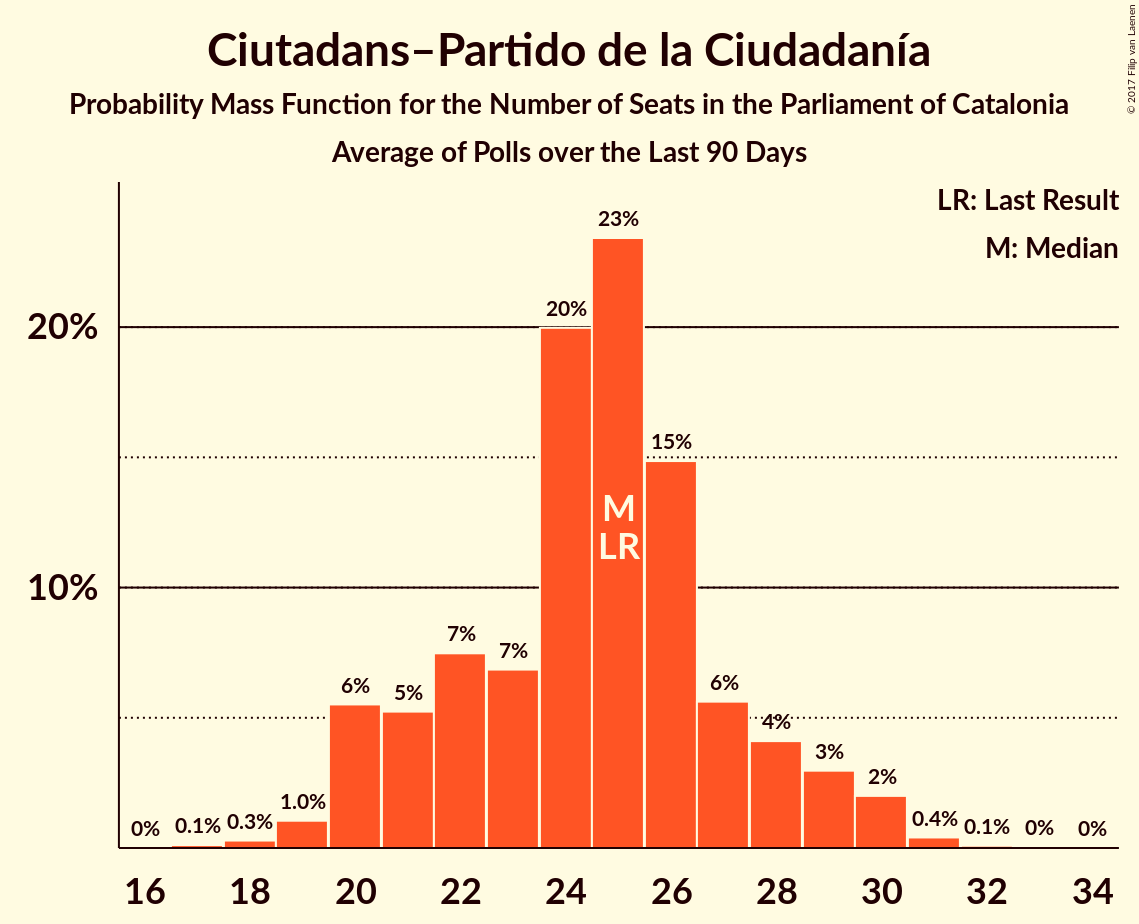 Ciutadans–Partido de la Ciudadanía
Probability Mass Function for the Number of Seats in the Parliament of Catalonia
Average of Polls over the Last 90 Days
© 2017 Filip van Laenen
LR: Last Result
M: Median
20%
10%
0%
0.1%
0.3%
1.0%
6%
5%
7%
7%
20%
23%
15%
6%
4%
3%
2%
0.4%
0.1%
0%
0%
M
LR
16 18 20 22 24 26 28 30 32 34